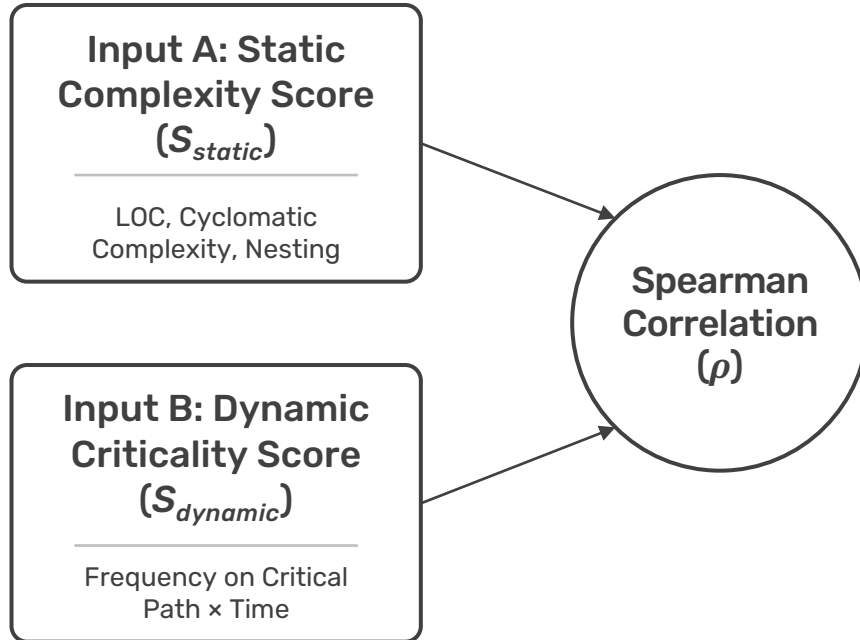 Input A: Static
Complexity Score
(S_static)
LOC, Cyclomatic
Complexity, Nesting
Input B: Dynamic
Criticality Score
(S_dynamic)
Frequency on Critical
Path × Time
Spearman
Correlation
(ρ)